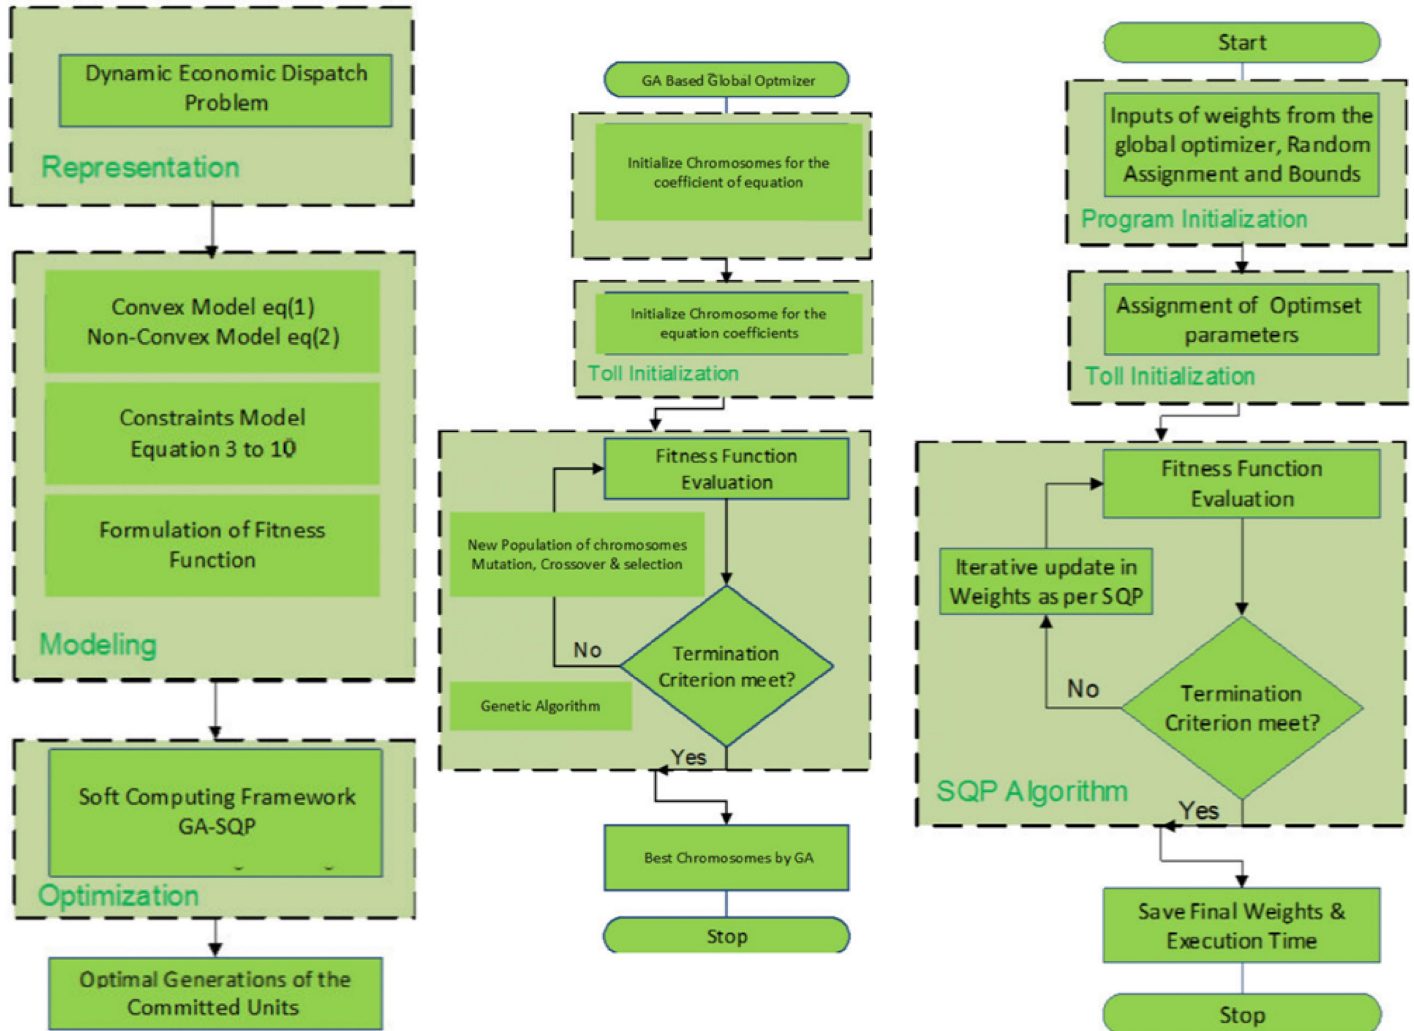 Dynamic Economic Dispatch
Problem
Representation
Convex Model eq(1)
Non-Convex Model eq(2)
Constraints Model
Equation 3 to 10
Formulation of Fitness
Function
Modeling
Soft Computing Framework
GA-SQP
Optimization
Optimal Generations of the
Committed Units
GA Based Global Optmizer
Initialize Chromosomes for the
coefficient of equation
Initialize Chromosome for the
equation coefficients
Toll Initialization
Fitness Function
Evaluation
New Population of chromosomes
Mutation, Crossover & selection
No
Termination
Criterion meet?
Genetic Algorithm
Yes
Best Chromosomes by GA
Stop
Start
Inputs of weights from the
global optimizer, Random
Assignment and Bounds
Program Initialization
Assignment of Optimset
parameters
Toll Initialization
Fitness Function
Evaluation
Iterative update in
Weights as per SQP
No
Termination
Criterion meet?
SQP Algorithm
Yes
Save Final Weights &
Execution Time
Stop